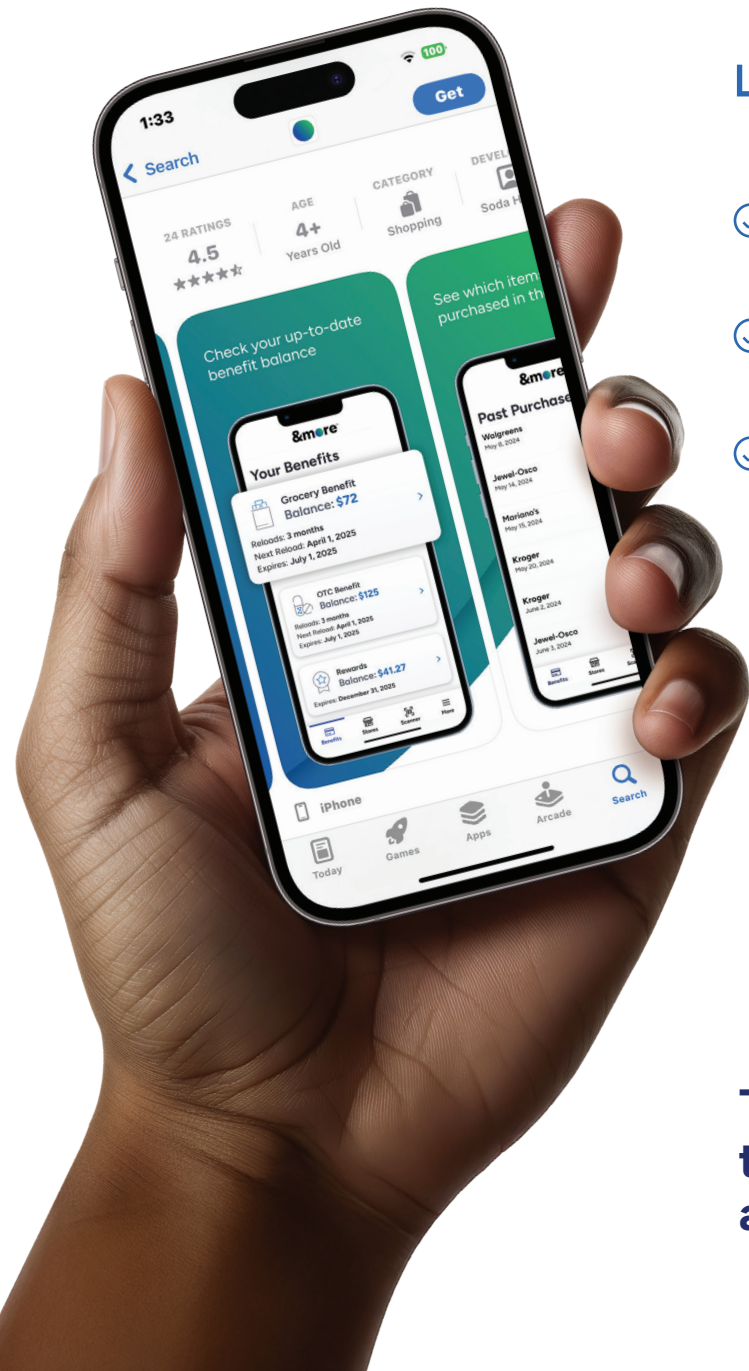 1:33
100
Search
Get
24 RATINGS
4.5
AGE
4+
Years Old
CATEGORY
Shopping
DEVEL
Soda H
Check your up-to-date
benefit balance
&more
Your Benefits
Grocery Benefit
Balance: $72
Reloads: 3 months
Next Reload: April 1, 2025
Expires: July 1, 2025
OTC Benefit
Balance: $125
Reloads: 3 months
Next Reload: April 1, 2025
Expires: July 1, 2025
Rewards
Balance: $41.27
Expires: December 31, 2025
Benefits
Stores
Scanner
More
See which item
purchased in th
&more
Past Purchase
Walgreens
May 8, 2024
Jewel-Osco
May 14, 2024
Mariano's
May 15, 2024
Kroger
May 20, 2024
Kroger
June 2, 2024
Jewel-Osco
June 3, 2024
Benefits
Stores
iPhone
Today
Games
Apps
Arcade
Search
L
t
a